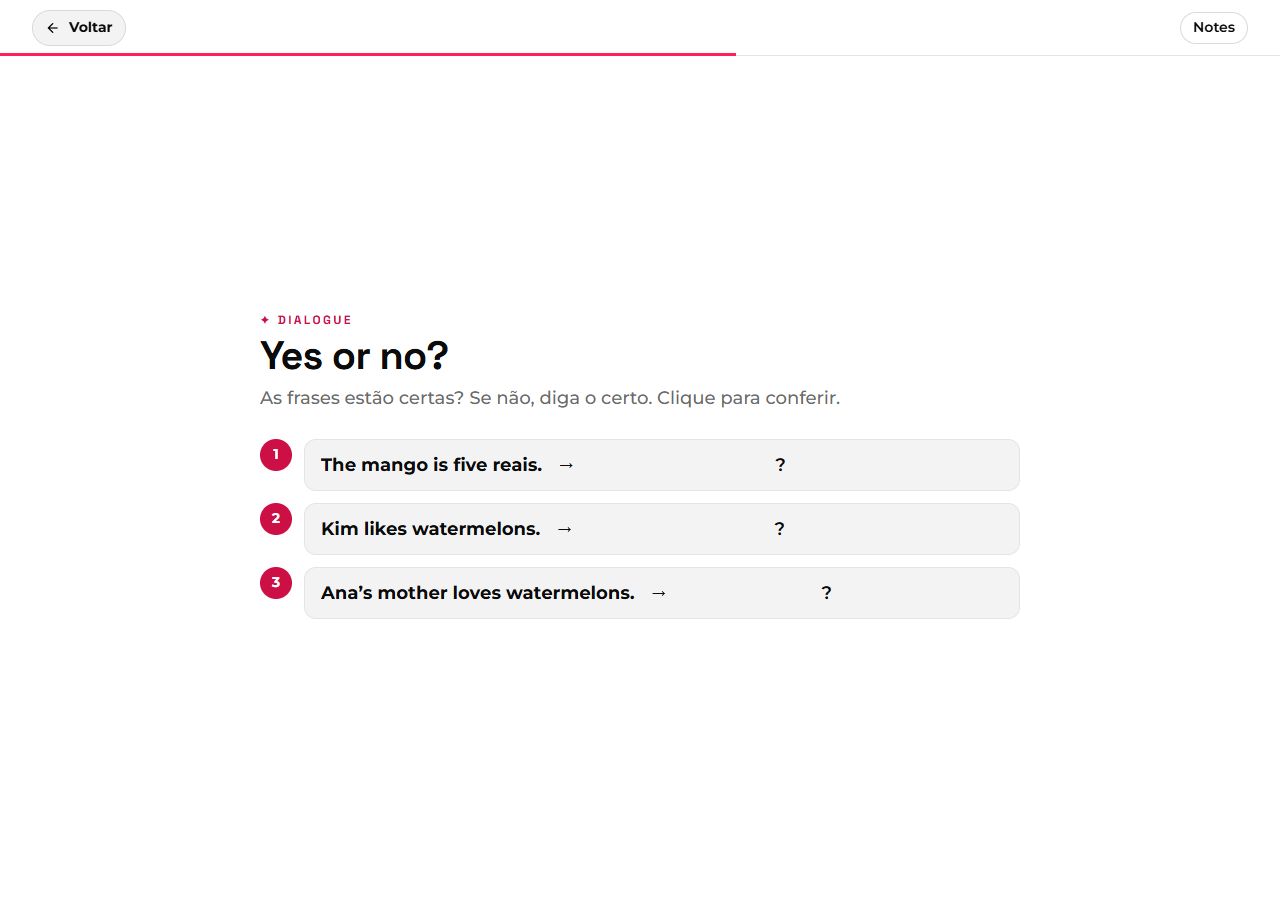 ← Voltar
Notes
✦ DIALOGUE
Yes or no?
As frases estão certas? Se não, diga o certo. Clique para conferir.
1 The mango is five reais. → ?
2 Kim likes watermelons. → ?
3 Ana’s mother loves watermelons. → ?